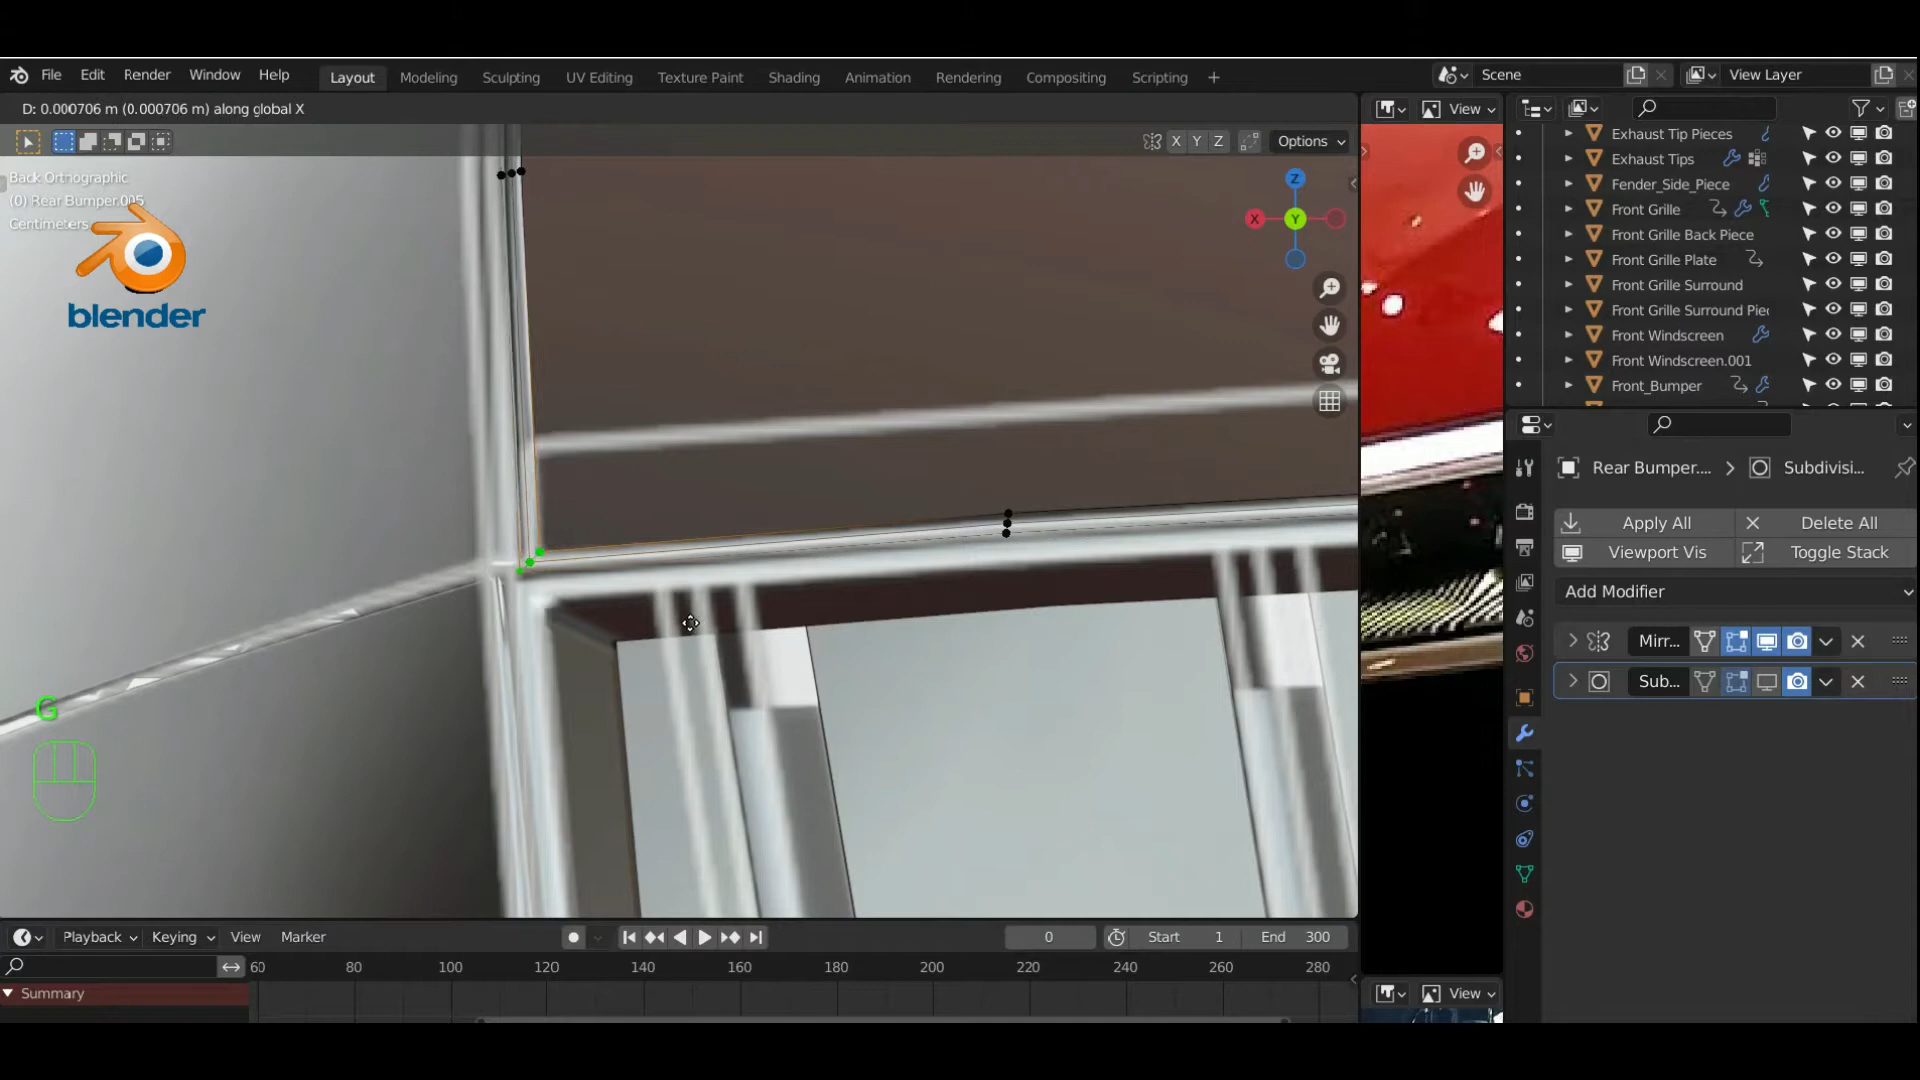 File Edit Render Window Help Layout Modeling Sculpting UV Editing Texture Paint Shading Animation Rendering Compositing Scripting + Scene View Layer
D: 0.000706 m (0.000706 m) along global X
View
X Y Z Options
Exhaust Tip Pieces
Exhaust Tips
Fender_Side_Piece
Front Grille
Front Grille Back Piece
Front Grille Plate
Front Grille Surround
Front Grille Surround Piec
Front Windscreen
Front Windscreen.001
Front_Bumper
Back Orthographic
(0) Rear Bumper.005
Centimeters
blender
Z
X Y
Rear Bumper.... Subdivisi...
Apply All Delete All
Viewport Vis Toggle Stack
Add Modifier
Mirr...
Sub...
G
Playback Keying View Marker 0 Start 1 End 300
60 80 100 120 140 160 180 200 220 240 260 280
Summary
View